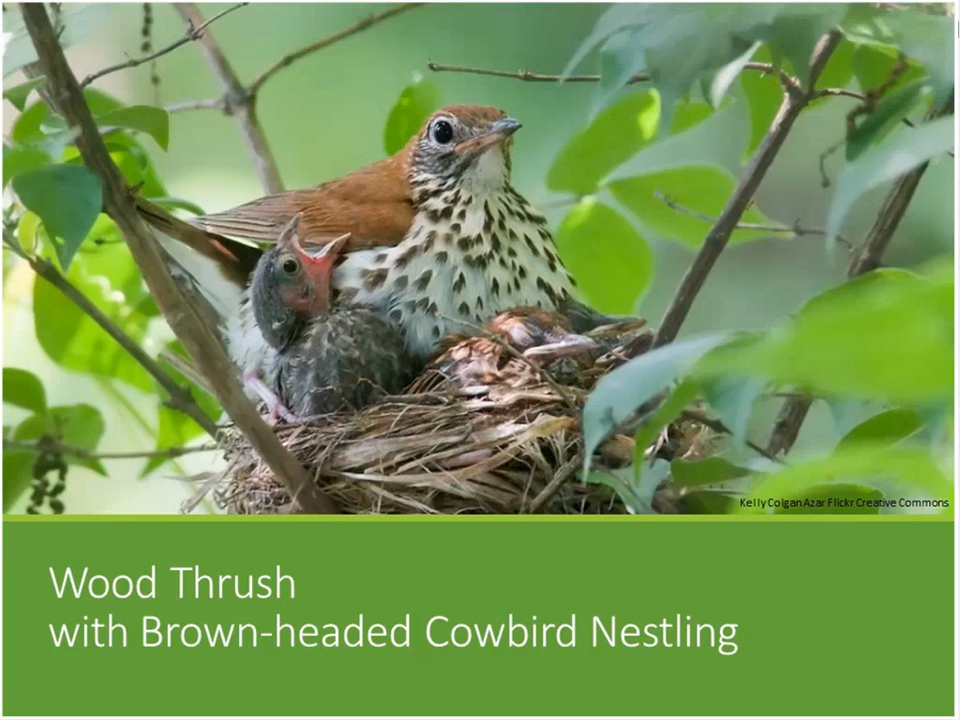 Kelly Colgan Azar Flickr Creative Commons
Wood Thrush
with Brown-headed Cowbird Nestling